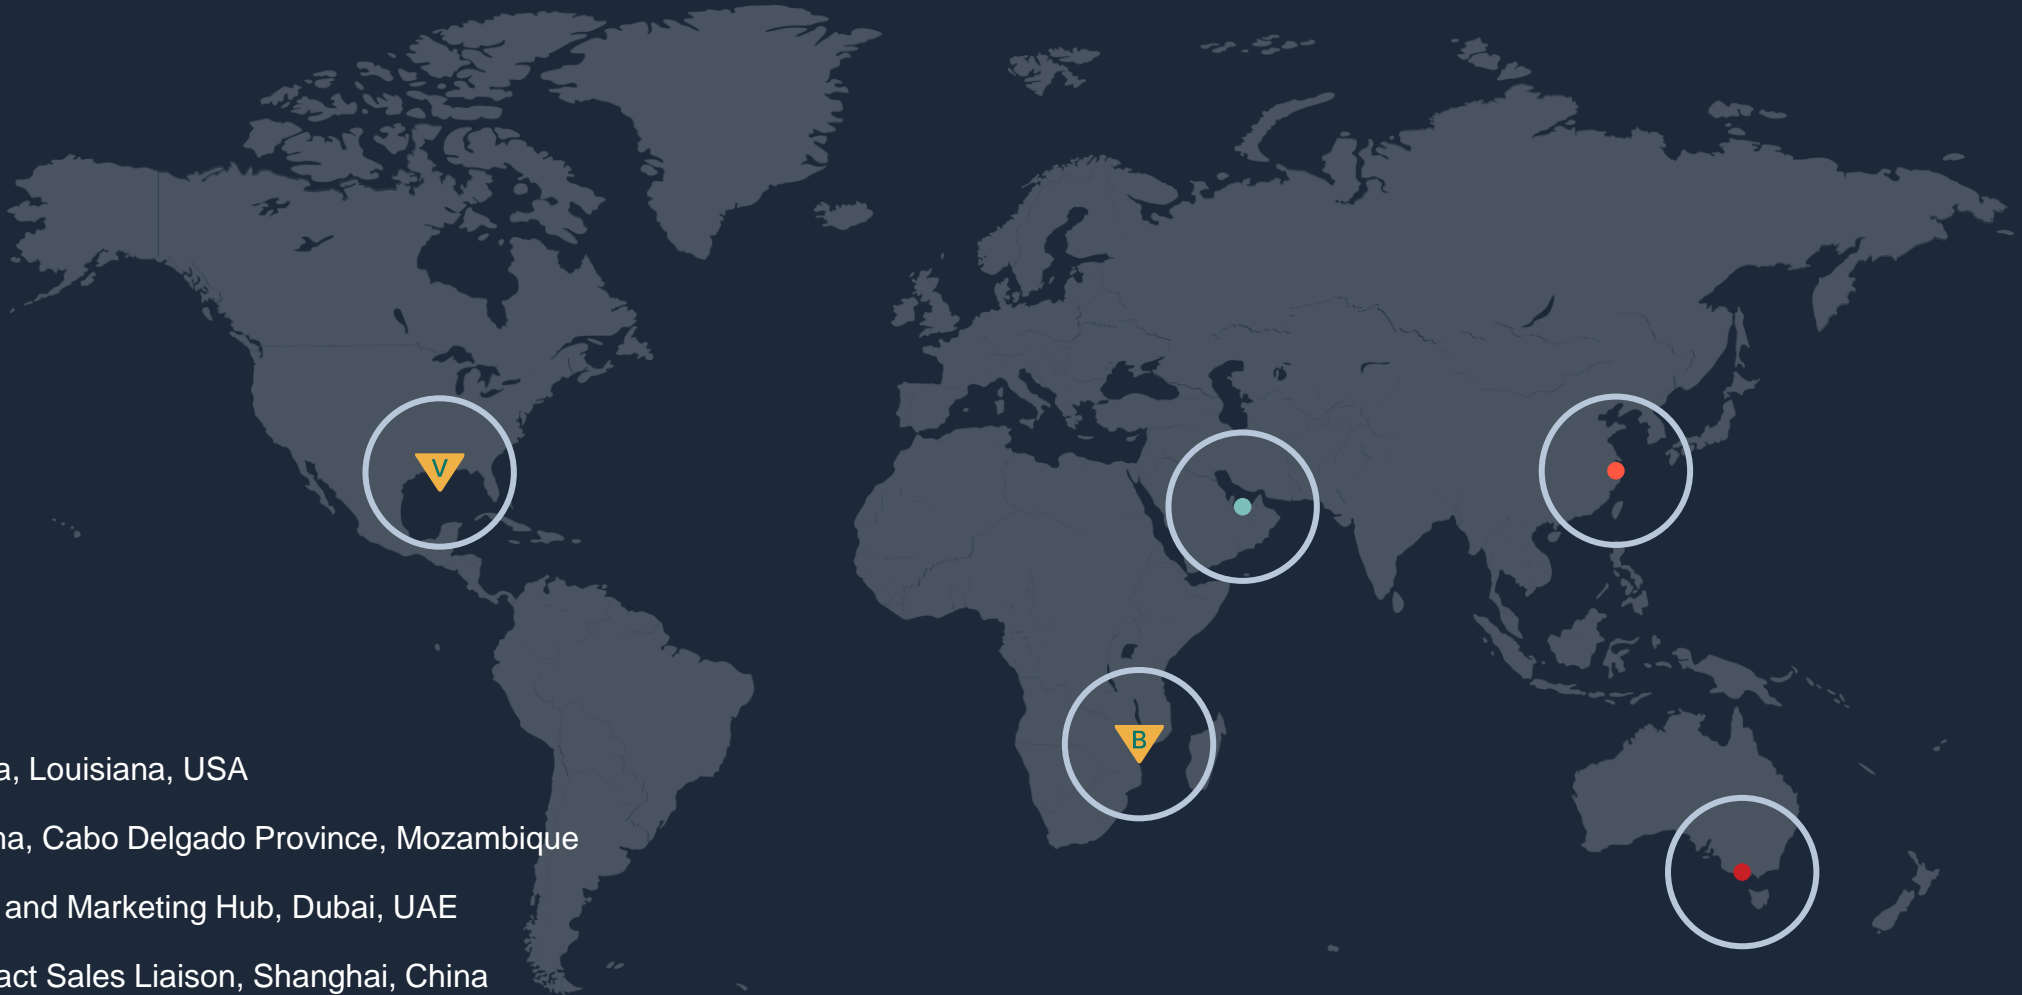 V
B
a, Louisiana, USA
na, Cabo Delgado Province, Mozambique
and Marketing Hub, Dubai, UAE
act Sales Liaison, Shanghai, China